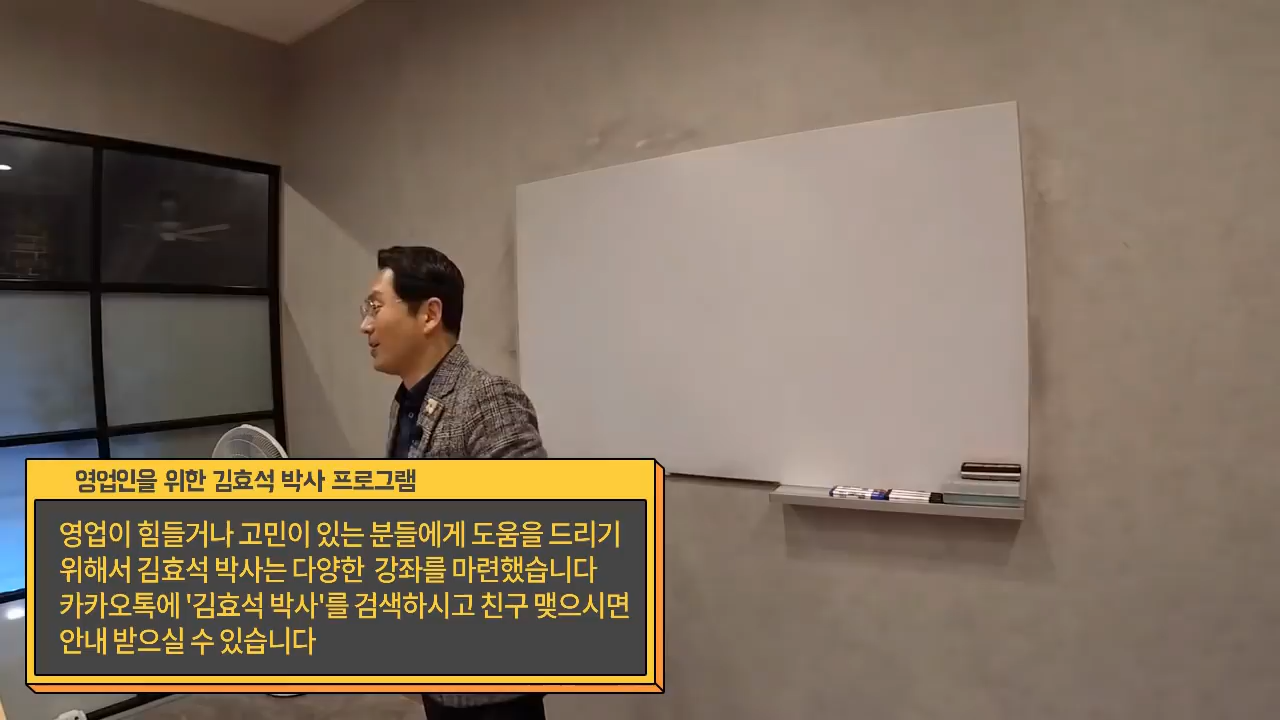 영업인을 위한 김효석 박사 프로그램
영업이 힘들거나 고민이 있는 분들에게 도움을 드리기
위해서 김효석 박사는 다양한 강좌를 마련했습니다
카카오톡에 '김효석 박사'를 검색하시고 친구 맺으시면
안내 받으실 수 있습니다